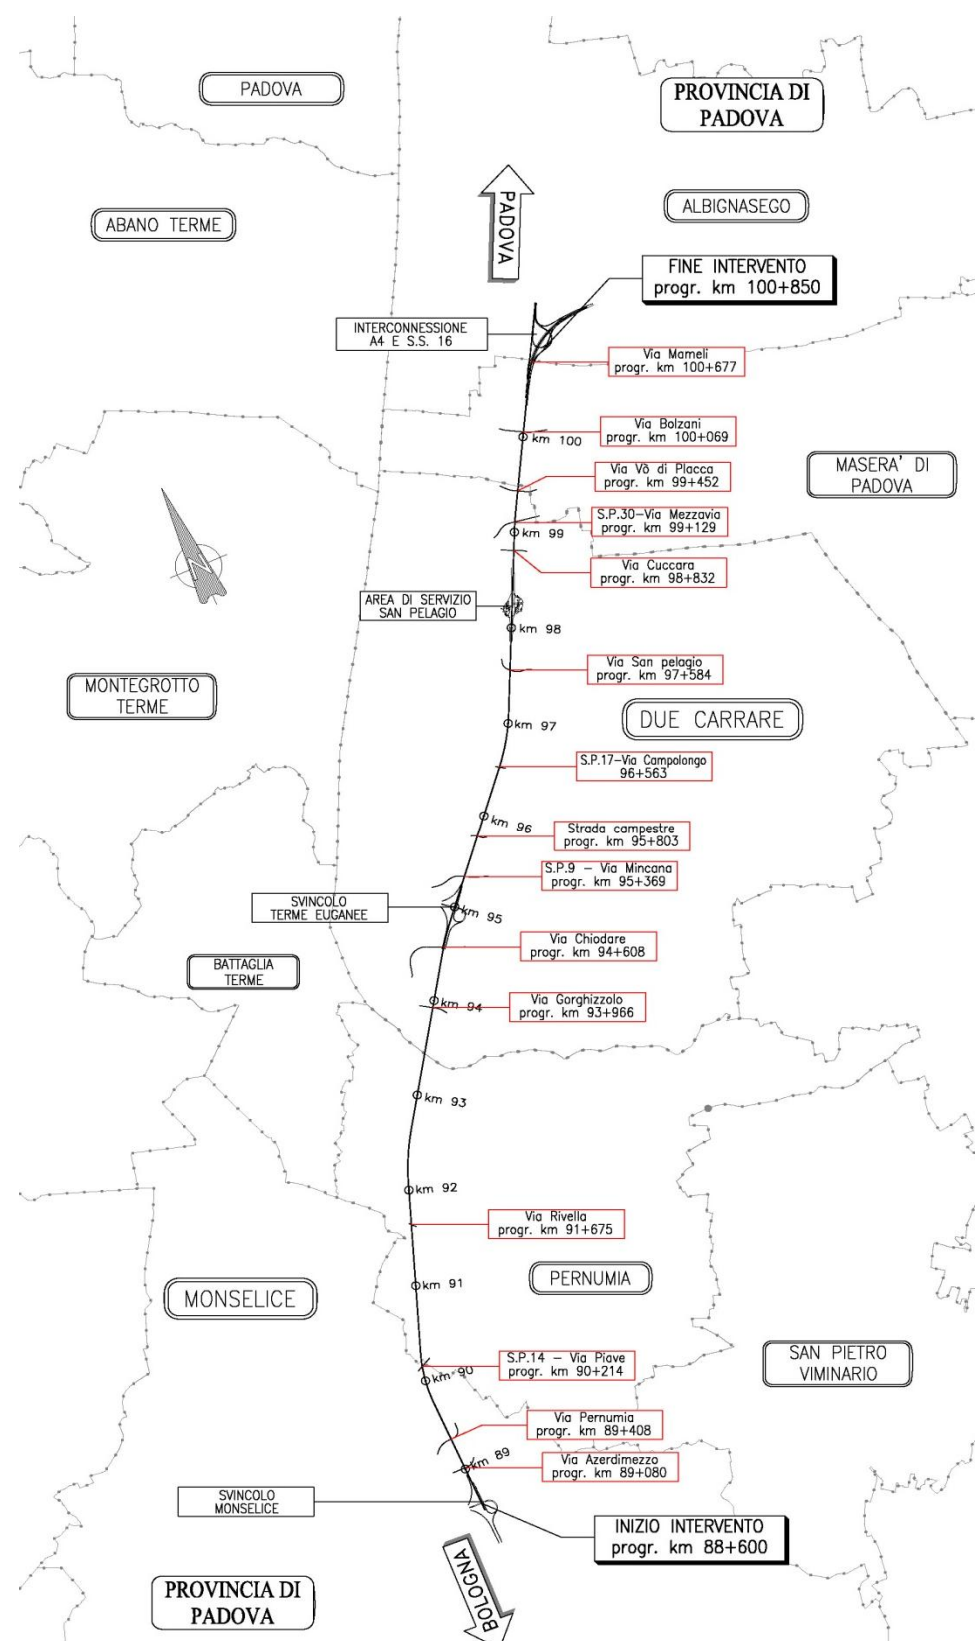 PADOVA
PROVINCIA DI
PADOVA
ABANO TERME
ALBIGNASEGO
PADOVA
FINE INTERVENTO
progr. km 100+850
INTERCONNESSIONE
A4 E S.S. 16
Via Mameli
progr. km 100+677
Via Bolzani
progr. km 100+069
km 100
Via Vò di Placca
progr. km 99+452
MASERA' DI
PADOVA
S.P.30-Via Mezzavia
progr. km 99+129
km 99
Via Cuccara
progr. km 98+832
N
AREA DI SERVIZIO
SAN PELAGIO
km 98
Via San pelagio
progr. km 97+584
MONTEGROTTO
TERME
DUE CARRARE
km 97
S.P.17-Via Campolongo
96+563
km 96
Strada campestre
progr. km 95+803
S.P.9 - Via Mincana
progr. km 95+369
SVINCOLO
TERME EUGANEE
km 95
Via Chiodare
progr. km 94+608
BATTAGLIA
TERME
km 94
Via Gorghizzolo
progr. km 93+966
km 93
km 92
Via Rivella
progr. km 91+675
km 91
PERNUMIA
MONSELICE
S.P.14 - Via Piave
progr. km 90+214
km 90
SAN PIETRO
VIMINARIO
Via Pernumia
progr. km 89+408
km 89
Via Azerdimezzo
progr. km 89+080
SVINCOLO
MONSELICE
INIZIO INTERVENTO
progr. km 88+600
BOLOGNA
PROVINCIA DI
PADOVA